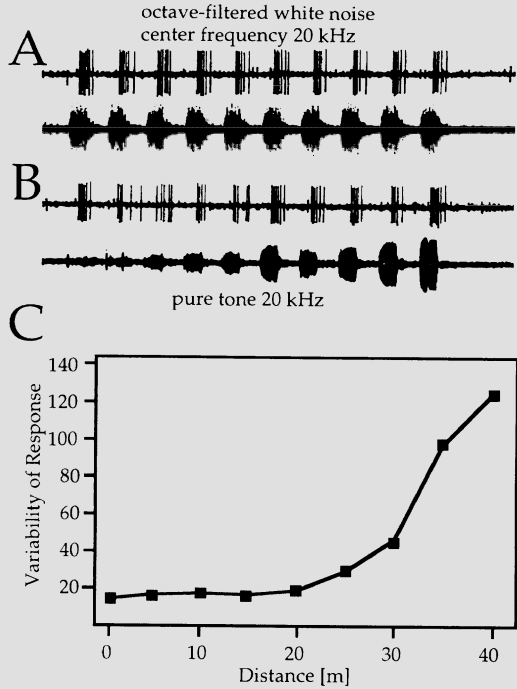 octave-filtered white noise
center frequency 20 kHz
A
B
pure tone 20 kHz
C
140
120
100
80
60
40
20
Variability of Response
0
10
20
30
40
Distance [m]